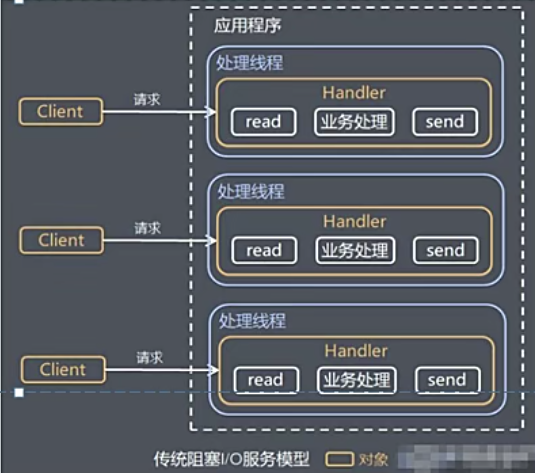 应用程序
处理线程
Handler
Client 请求 read 业务处理 send
处理线程
Handler
Client 请求 read 业务处理 send
处理线程
Handler
Client 请求 read 业务处理 send
传统阻塞I/O服务模型 对象